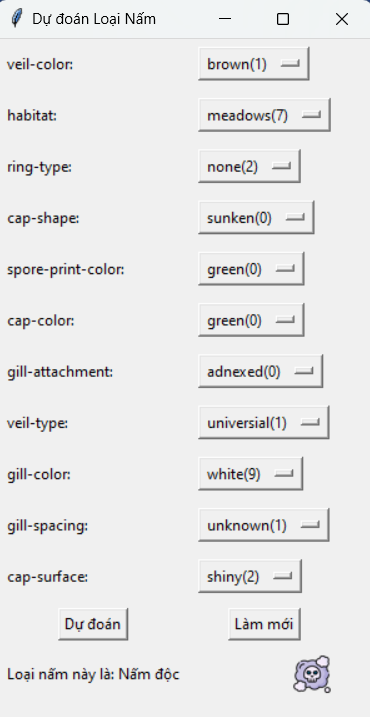 Dự đoán Loại Nấm
veil-color: brown(1)
habitat: meadows(7)
ring-type: none(2)
cap-shape: sunken(0)
spore-print-color: green(0)
cap-color: green(0)
gill-attachment: adnexed(0)
veil-type: universial(1)
gill-color: white(9)
gill-spacing: unknown(1)
cap-surface: shiny(2)
Dự đoán Làm mới
Loại nấm này là: Nấm độc